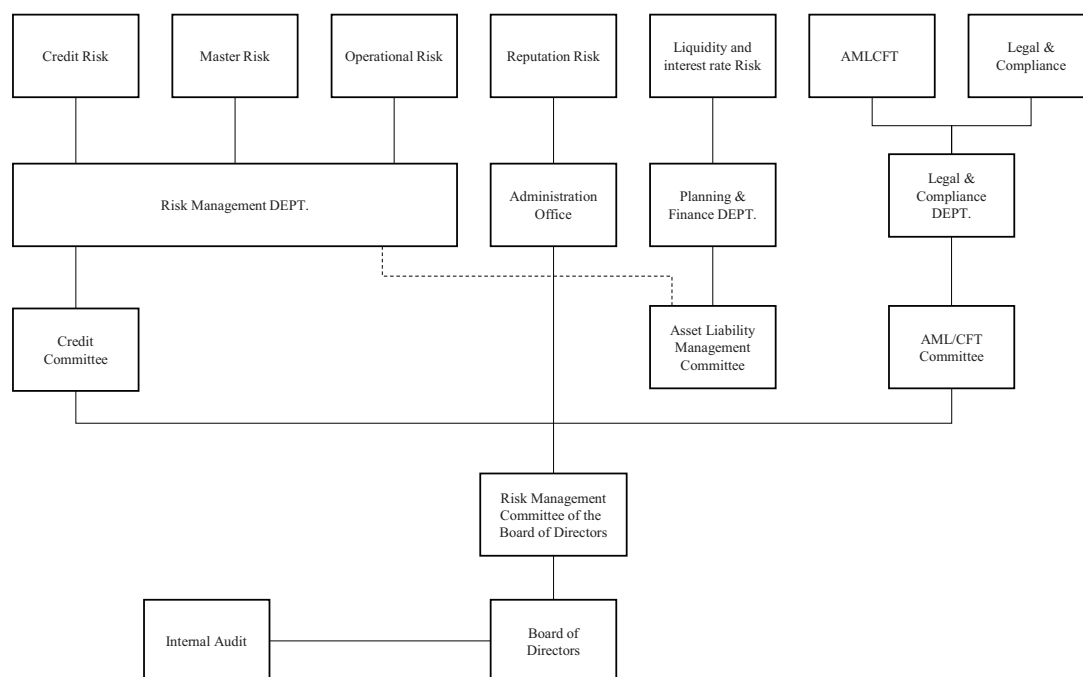 Credit Risk
Master Risk
Operational Risk
Reputation Risk
Liquidity and
interest rate Risk
AMLCFT
Legal &
Compliance
Risk Management DEPT.
Administration
Office
Planning &
Finance DEPT.
Legal &
Compliance
DEPT.
Credit
Committee
Asset Liability
Management
Committee
AML/CFT
Committee
Risk Management
Committee of the
Board of Directors
Internal Audit
Board of
Directors